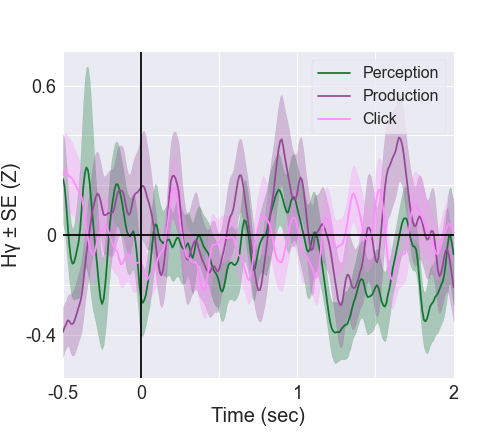 Perception
Production
Click
Hγ ± SE (Z)
0.6
0
-0.4
-0.5
0
1
2
Time (sec)